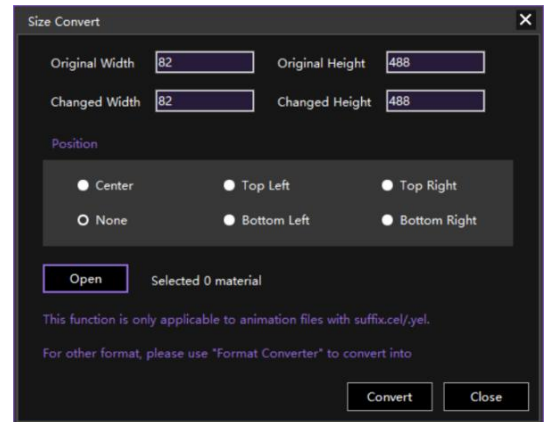 Size Convert
Original Width 82 Original Height 488
Changed Width 82 Changed Height 488
Position
Center Top Left Top Right
None Bottom Left Bottom Right
Open Selected 0 material
This function is only applicable to animation files with suffix.cel/.yel.
For other format, please use "Format Converter" to convert into
Convert Close